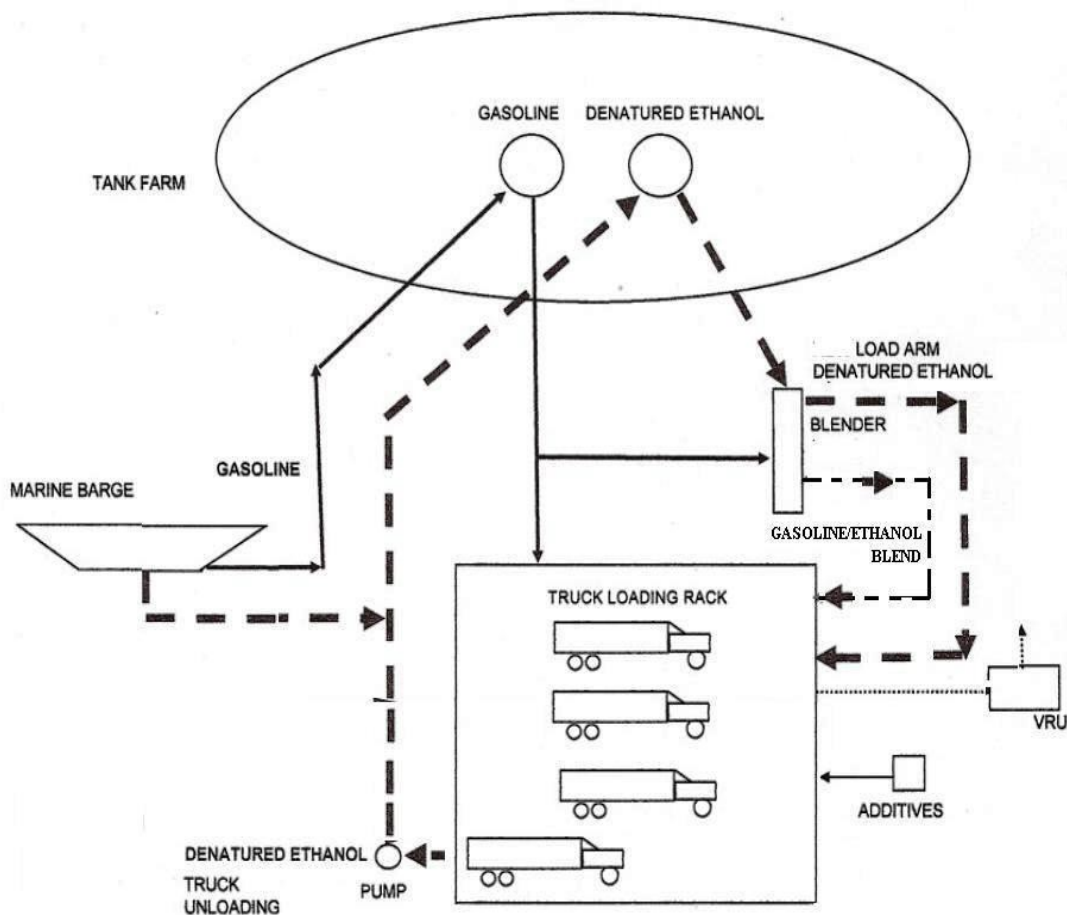 GASOLINE
DENATURED ETHANOL
TANK FARM
LOAD ARM
DENATURED ETHANOL
BLENDER
GASOLINE
MARINE BARGE
GASOLINE/ETHANOL
BLEND
TRUCK LOADING RACK
VRU
ADDITIVES
DENATURED ETHANOL
TRUCK
UNLOADING
PUMP